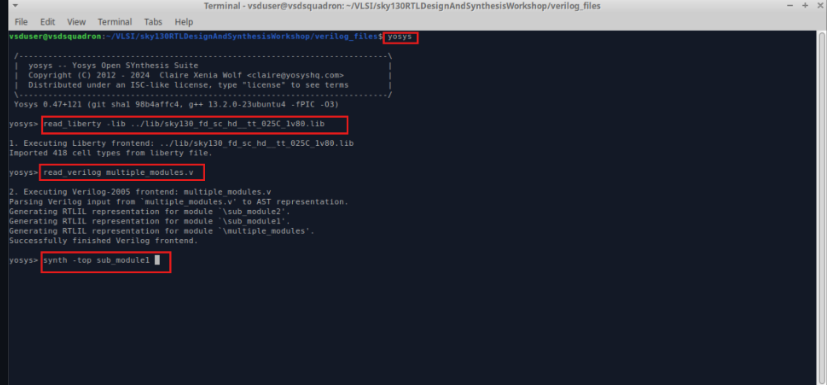 Terminal - vsduser@vsdsquadron: ~/VLSI/sky130RTLDesignAndSynthesisWorkshop/verilog_files
File Edit View Terminal Tabs Help
vsduser@vsdsquadron:~/VLSI/sky130RTLDesignAndSynthesisWorkshop/verilog_files$ yosys
/----------------------------------------------------------------------------\
| yosys -- Yosys Open SYnthesis Suite |
| Copyright (C) 2012 - 2024 Claire Xenia Wolf <claire@yosyshq.com> |
| Distributed under an ISC-like license, type "license" to see terms |
\----------------------------------------------------------------------------/
Yosys 0.47+121 (git sha1 98b4affc4, g++ 13.2.0-23ubuntu4 -fPIC -O3)
yosys> read_liberty -lib ../lib/sky130_fd_sc_hd__tt_025C_1v80.lib
1. Executing Liberty frontend: ../lib/sky130_fd_sc_hd__tt_025C_1v80.lib
Imported 418 cell types from liberty file.
yosys> read_verilog multiple_modules.v
2. Executing Verilog-2005 frontend: multiple_modules.v
Parsing Verilog input from `multiple_modules.v' to AST representation.
Generating RTLIL representation for module `\sub_module2'.
Generating RTLIL representation for module `\sub_module1'.
Generating RTLIL representation for module `\multiple_modules'.
Successfully finished Verilog frontend.
yosys> synth -top sub_module1